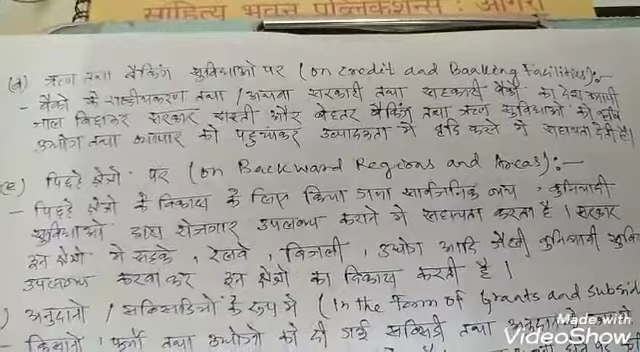 साहित्य भवन पब्लिकेशन्स : आगरा
(d) ऋण तथा बैंकिंग सुविधाओ पर (on credit and Banking Facilities):-
- बैंको के राष्ट्रीयकरण तथा / अथवा सरकारी तथा सहकारी बैंको का देश व्यापी
जाल बिछाकर सरकार सस्ती और बेहतर बैंकिंग तथा ऋण सुविधाओं को कृषि
उधोग तथा व्यापार को पहुचांकर उत्पादकता मे वृद्धि करने मे सहायता देती है।
(e) पिछड़े क्षेत्रो पर (on Backward Regions and Areas):-
- पिछड़े क्षेत्रो के विकास के लिए किया गया सार्वजनिक व्यय , बुनियादी
सुविधाओं द्वारा रोजगार उपलब्ध कराने मे सहायता करता है । सरकार
इन क्षेत्रो मे सड़के , रेलवे , बिजली , उधोग आदि जैसी बुनियादी
उपलब्ध करवाकर इन क्षेत्रो का विकास करती है ।
) अनुदानो / सब्सिडिओ के रूप मे (In the Form of Grants and Subsid
- किसानो , फर्मो तथा उधोगो को दी गई सब्सिडी तथा अनुदान
Made with
VideoShow